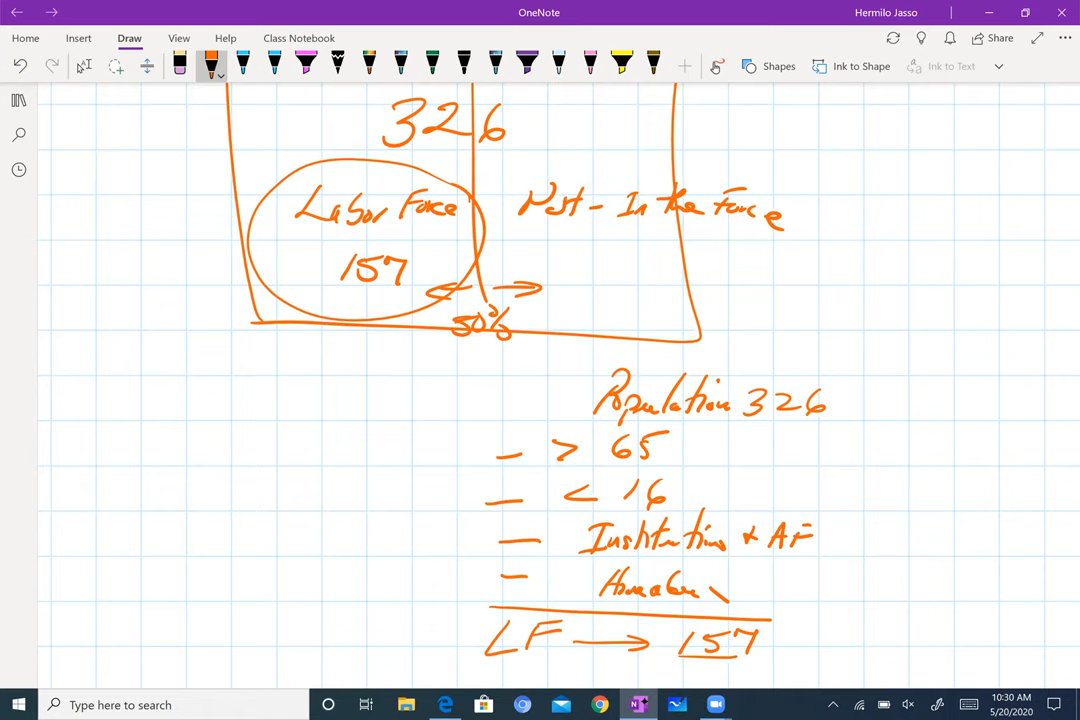 OneNote
Hermilo Jasso
Home Insert Draw View Help Class Notebook
Share
Shapes Ink to Shape Ink to Text
326
Labor Force
Not - In the Force
157
50%
Population 326
- > 65
- < 16
- Institutions + AF
-
LF → 157
Type here to search
10:30 AM
5/20/2020